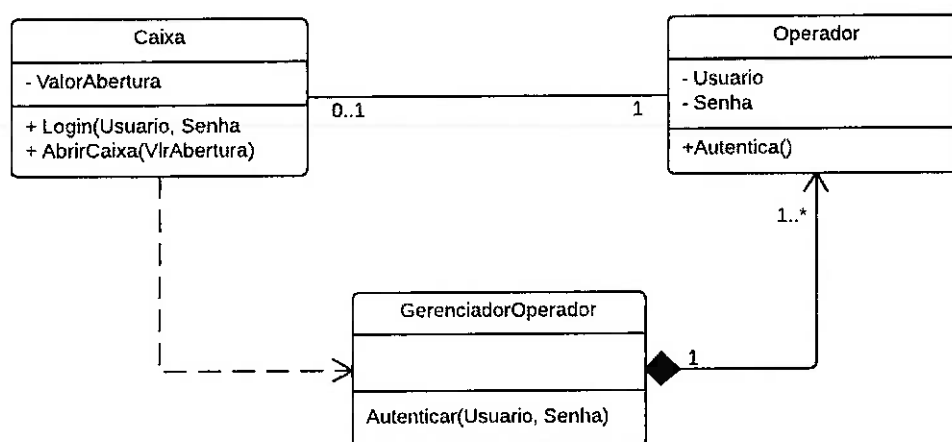 Caixa
- ValorAbertura
+ Login(Usuario, Senha
+ AbrirCaixa(VlrAbertura)
0..1
1
Operador
- Usuario
- Senha
+Autentica()
1..*
GerenciadorOperador
1
Autenticar(Usuario, Senha)